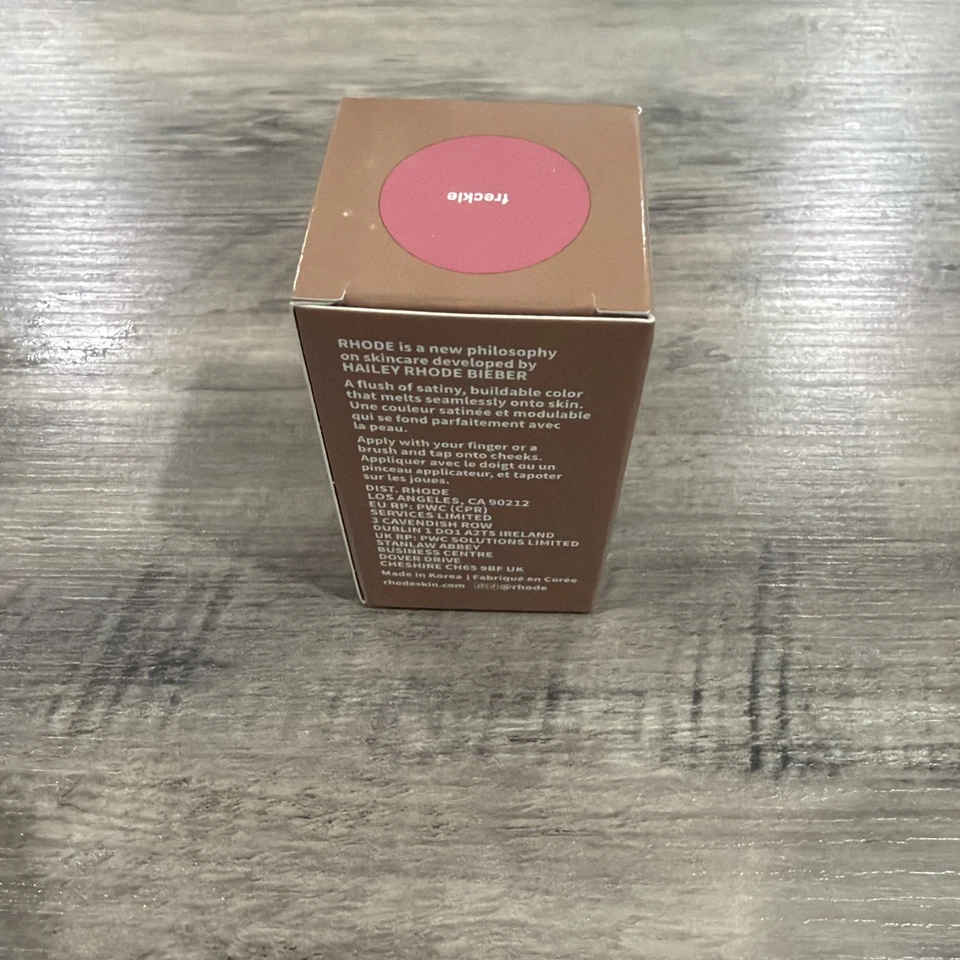 freckle
RHODE is a new philosophy
on skincare developed by
HAILEY RHODE BIEBER
A flush of satiny, buildable color
that melts seamlessly onto skin.
Une couleur satinée et modulable
qui se fond parfaitement avec
la peau.
Apply with your finger or a
brush and tap onto cheeks.
Appliquer avec le doigt ou un
pinceau applicateur, et tapoter
sur les joues.
DIST. RHODE
LOS ANGELES, CA 90212
EU RP: PWC (CPR)
SERVICES LIMITED
3 CAVENDISH ROW
DUBLIN 1 DO1 A2T5 IRELAND
UK RP: PWC SOLUTIONS LIMITED
STANLAW ABBEY
BUSINESS CENTRE
DOVER DRIVE
CHESHIRE CH65 9BF UK
Made in Korea | Fabriqué en Corée
rhodeskin.com @rhode